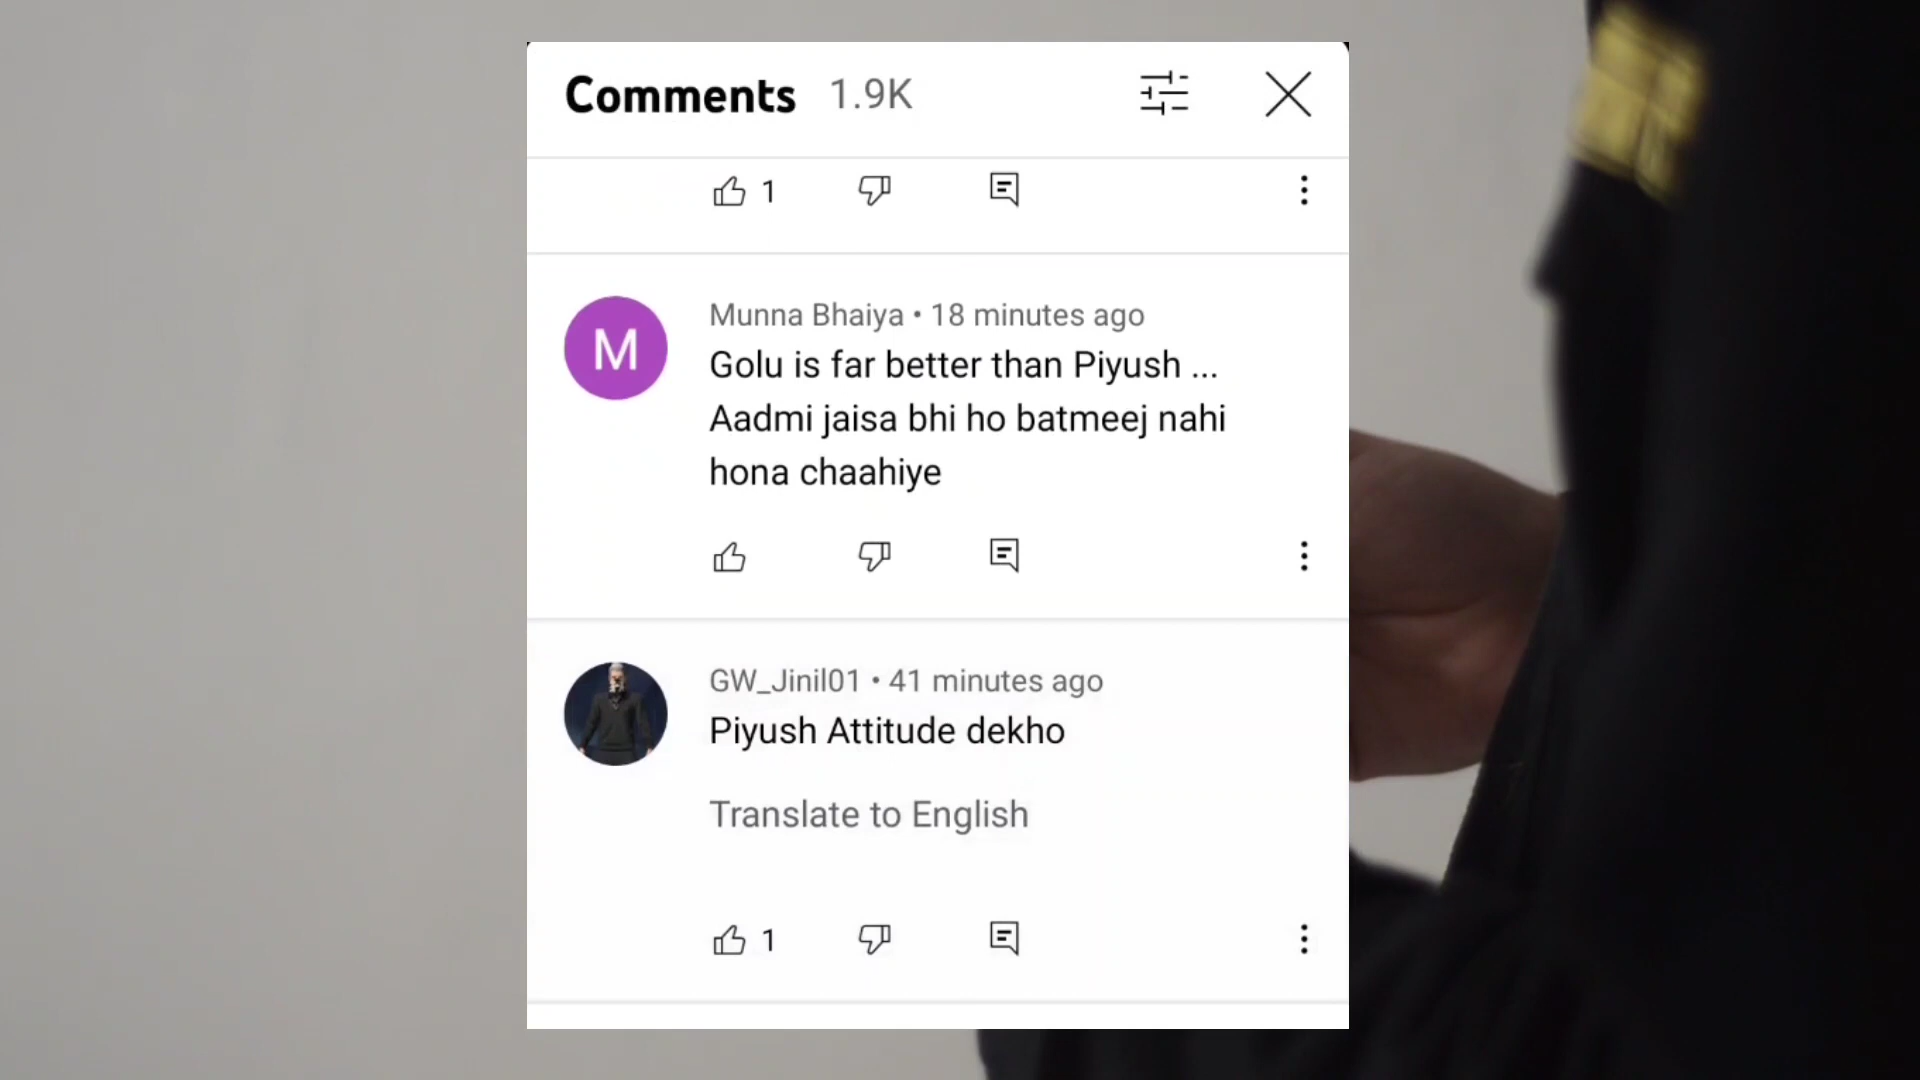 Comments 1.9K
1
M
Munna Bhaiya • 18 minutes ago
Golu is far better than Piyush ...
Aadmi jaisa bhi ho batmeej nahi
hona chaahiye
GW_Jinil01 • 41 minutes ago
Piyush Attitude dekho
Translate to English
1